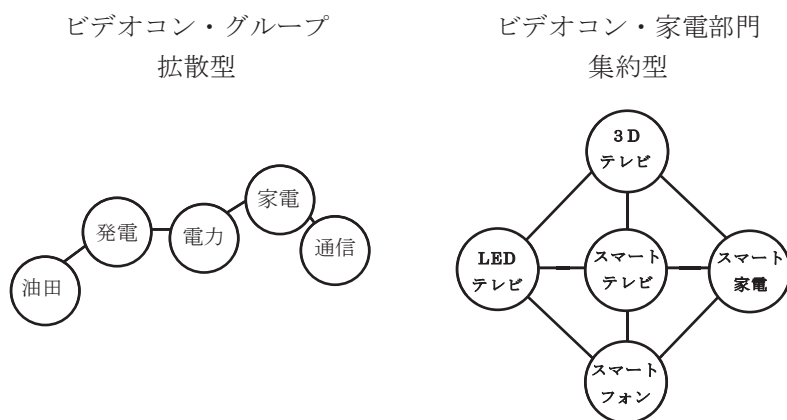 ビデオコン・グループ
拡散型
油田
発電
電力
家電
通信
ビデオコン・家電部門
集約型
3D
テレビ
LED
テレビ
スマート
テレビ
スマート
家電
スマート
フォン